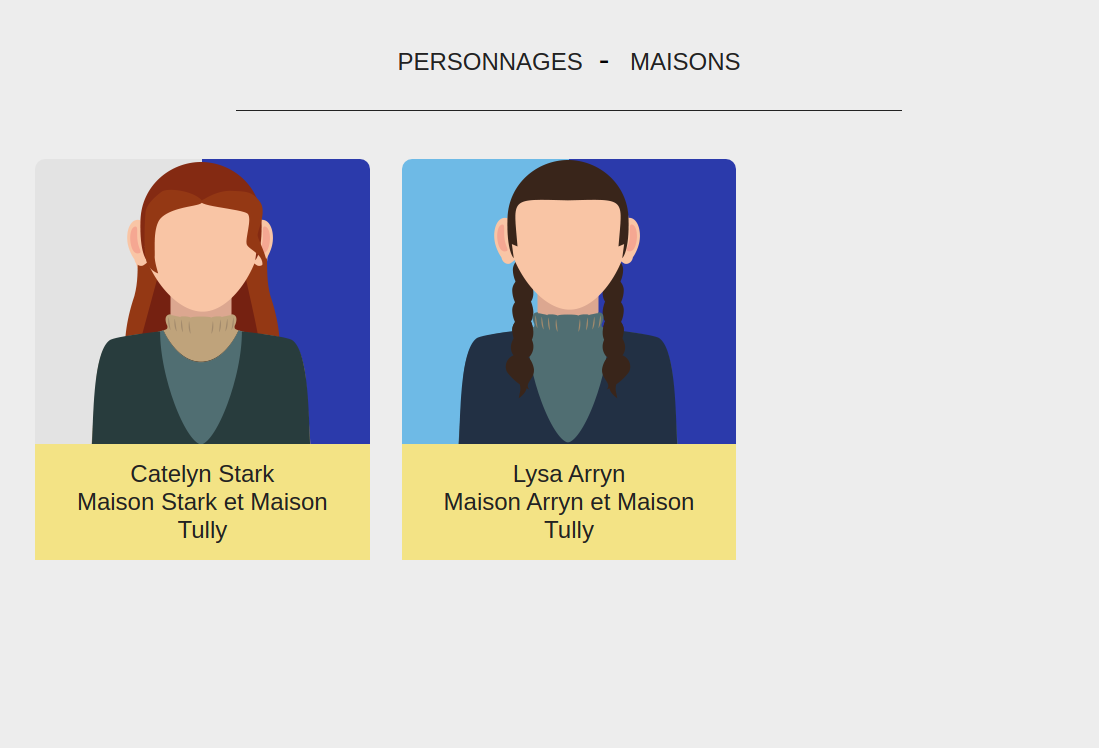 PERSONNAGES - MAISONS
Catelyn Stark
Maison Stark et Maison
Tully
Lysa Arryn
Maison Arryn et Maison
Tully